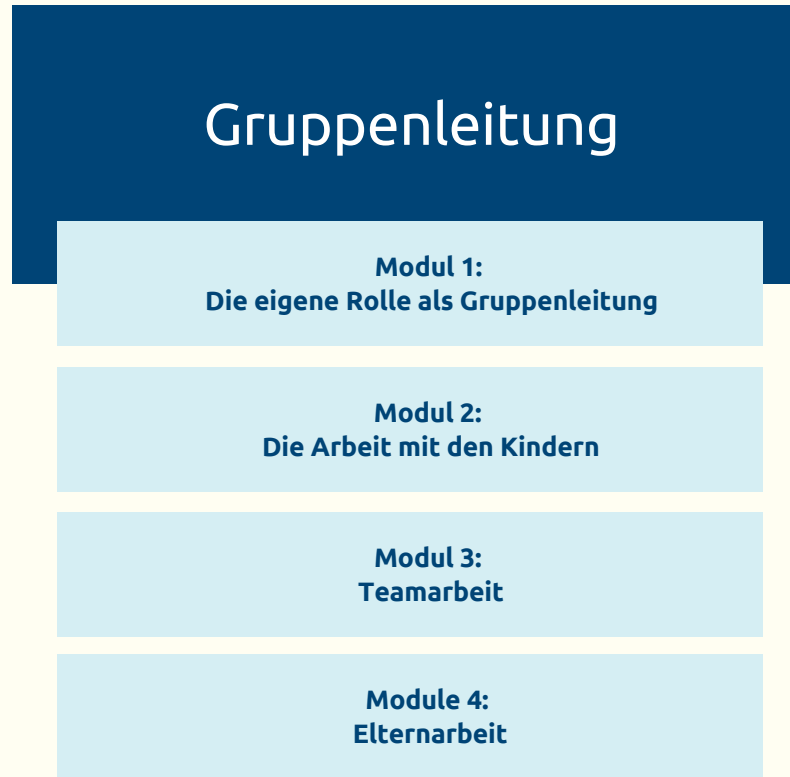 Gruppenleitung
Modul 1:
Die eigene Rolle als Gruppenleitung
Modul 2:
Die Arbeit mit den Kindern
Modul 3:
Teamarbeit
Module 4:
Elternarbeit